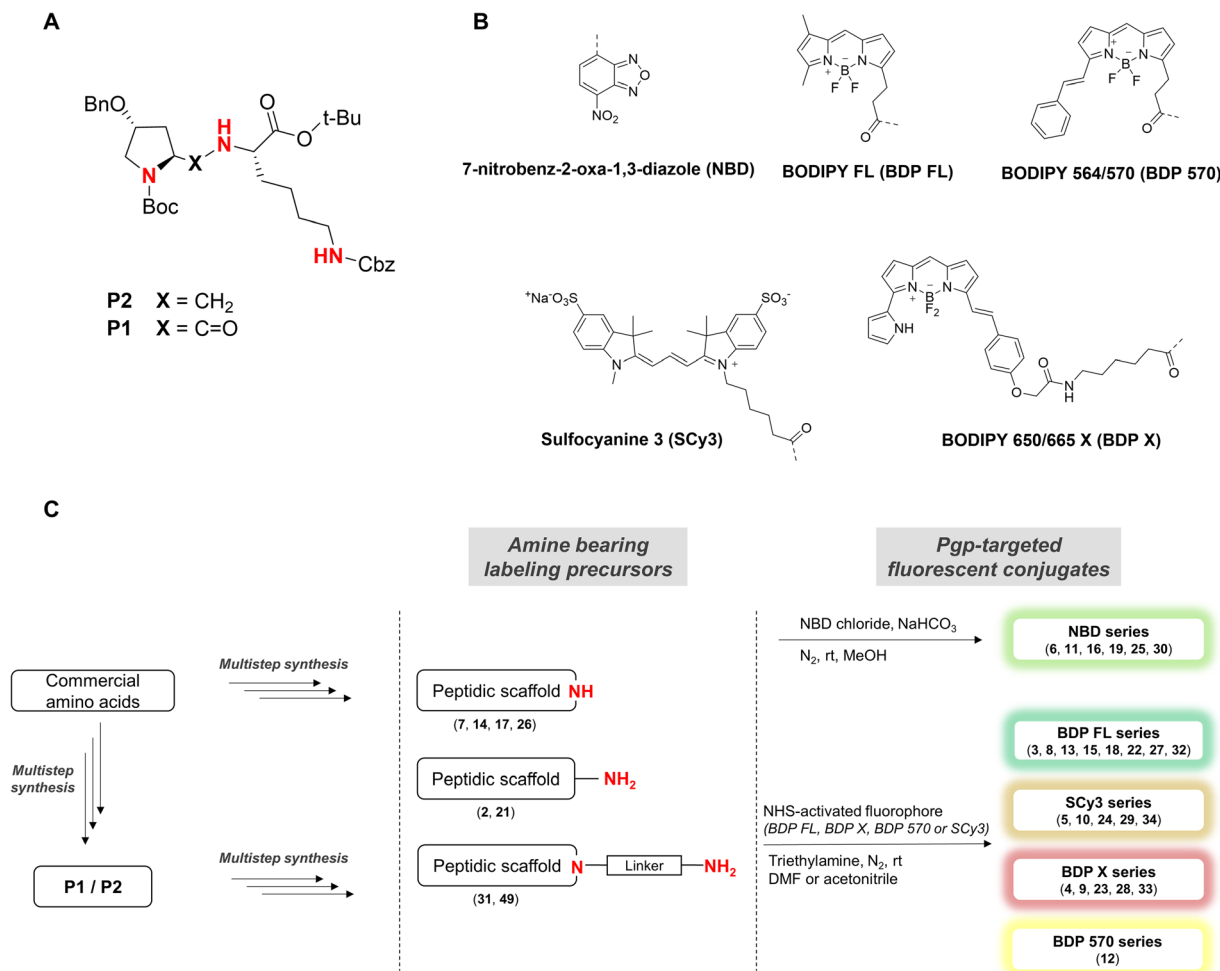 A
BnO
H
N
O
O
t-Bu
X
N
Boc
HN
Cbz
P2 X = CH2
P1 X = C=O
B
N
O
N
NO2
7-nitrobenz-2-oxa-1,3-diazole (NBD)
N
+
B
−
N
F
F
O
BODIPY FL (BDP FL)
N
+
B
−
N
F
F
O
BODIPY 564/570 (BDP 570)
+Na-O3S
SO3-
N
N
+
O
Sulfocyanine 3 (SCy3)
N
+
B
−
N
F2
NH
O
O
N
H
O
BODIPY 650/665 X (BDP X)
C
Amine bearing
labeling precursors
Pgp-targeted
fluorescent conjugates
Commercial
amino acids
Multistep synthesis
Multistep
synthesis
P1 / P2
Multistep synthesis
Peptidic scaffold
NH
(7, 14, 17, 26)
Peptidic scaffold
NH2
(2, 21)
Peptidic scaffold
N
Linker
NH2
(31, 49)
NBD chloride, NaHCO3
N2, rt, MeOH
NHS-activated fluorophore
(BDP FL, BDP X, BDP 570 or SCy3)
Triethylamine, N2, rt
DMF or acetonitrile
NBD series
(6, 11, 16, 19, 25, 30)
BDP FL series
(3, 8, 13, 15, 18, 22, 27, 32)
SCy3 series
(5, 10, 24, 29, 34)
BDP X series
(4, 9, 23, 28, 33)
BDP 570 series
(12)